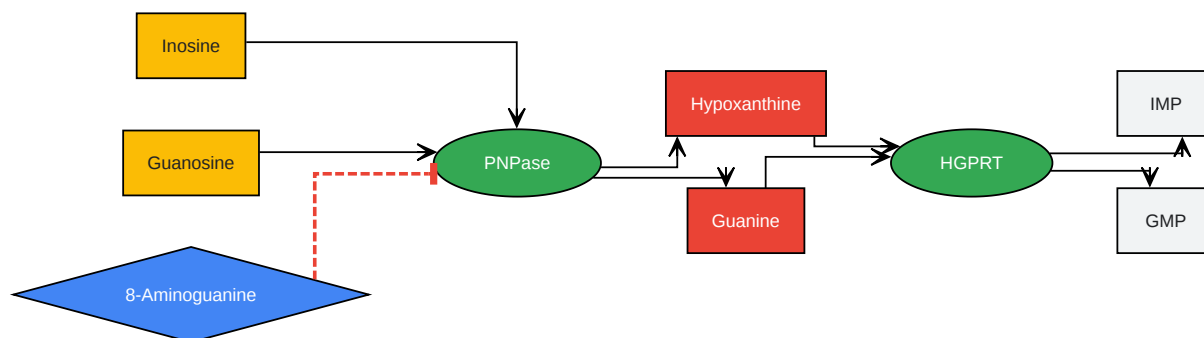 Inosine
Guanosine
8-Aminoguanine
PNPase
Hypoxanthine
Guanine
HGPRT
IMP
GMP